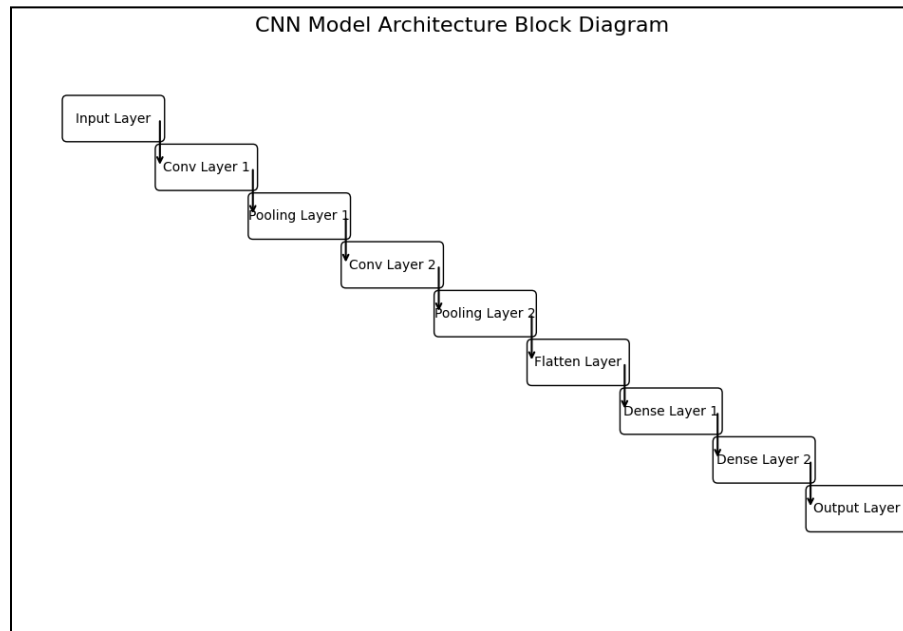 CNN Model Architecture Block Diagram
Input Layer
Conv Layer 1
Pooling Layer 1
Conv Layer 2
Pooling Layer 2
Flatten Layer
Dense Layer 1
Dense Layer 2
Output Layer